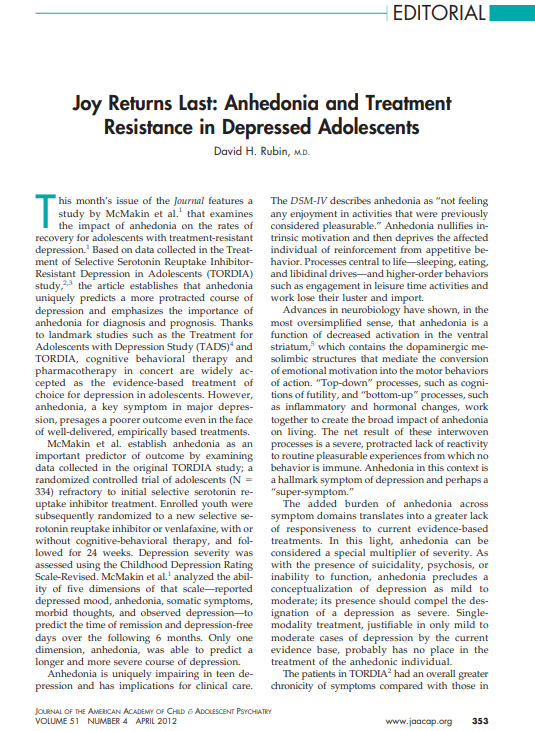 EDITORIAL
Joy Returns Last: Anhedonia and Treatment
Resistance in Depressed Adolescents
David H. Rubin, M.D.
This month's issue of the Journal features a
study by McMakin et al.1 that examines
the impact of anhedonia on the rates of
recovery for adolescents with treatment-resistant
depression.1 Based on data collected in the Treat-
ment of Selective Serotonin Reuptake Inhibitor-
Resistant Depression in Adolescents (TORDIA)
study,2,3 the article establishes that anhedonia
uniquely predicts a more protracted course of
depression and emphasizes the importance of
anhedonia for diagnosis and prognosis. Thanks
to landmark studies such as the Treatment for
Adolescents with Depression Study (TADS)4 and
TORDIA, cognitive behavioral therapy and
pharmacotherapy in concert are widely ac-
cepted as the evidence-based treatment of
choice for depression in adolescents. However,
anhedonia, a key symptom in major depres-
sion, presages a poorer outcome even in the face
of well-delivered, empirically based treatments.
McMakin et al. establish anhedonia as an
important predictor of outcome by examining
data collected in the original TORDIA study; a
randomized controlled trial of adolescents (N =
334) refractory to initial selective serotonin re-
uptake inhibitor treatment. Enrolled youth were
subsequently randomized to a new selective se-
rotonin reuptake inhibitor or venlafaxine, with or
without cognitive-behavioral therapy, and fol-
lowed for 24 weeks. Depression severity was
assessed using the Childhood Depression Rating
Scale-Revised. McMakin et al.1 analyzed the abil-
ity of five dimensions of that scale—reported
depressed mood, anhedonia, somatic symptoms,
morbid thoughts, and observed depression—to
predict the time of remission and depression-free
days over the following 6 months. Only one
dimension, anhedonia, was able to predict a
longer and more severe course of depression.
Anhedonia is uniquely impairing in teen de-
pression and has implications for clinical care.
The DSM-IV describes anhedonia as "not feeling
any enjoyment in activities that were previously
considered pleasurable." Anhedonia nullifies in-
trinsic motivation and then deprives the affected
individual of reinforcement from appetitive be-
havior. Processes central to life—sleeping, eating,
and libidinal drives—and higher-order behaviors
such as engagement in leisure time activities and
work lose their luster and import.
Advances in neurobiology have shown, in the
most oversimplified sense, that anhedonia is a
function of decreased activation in the ventral
striatum,5 which contains the dopaminergic me-
solimbic structures that mediate the conversion
of emotional motivation into the motor behaviors
of action. "Top-down" processes, such as cogni-
tions of futility, and "bottom-up" processes, such
as inflammatory and hormonal changes, work
together to create the broad impact of anhedonia
on living. The net result of these interwoven
processes is a severe, protracted lack of reactivity
to routine pleasurable experiences from which no
behavior is immune. Anhedonia in this context is
a hallmark symptom of depression and perhaps a
"super-symptom."
The added burden of anhedonia across
symptom domains translates into a greater lack
of responsiveness to current evidence-based
treatments. In this light, anhedonia can be
considered a special multiplier of severity. As
with the presence of suicidality, psychosis, or
inability to function, anhedonia precludes a
conceptualization of depression as mild to
moderate; its presence should compel the des-
ignation of a depression as severe. Single-
modality treatment, justifiable in only mild to
moderate cases of depression by the current
evidence base, probably has no place in the
treatment of the anhedonic individual.
The patients in TORDIA2 had an overall greater
chronicity of symptoms compared with those in
JOURNAL OF THE AMERICAN ACADEMY OF CHILD & ADOLESCENT PSYCHIATRY
VOLUME 51 NUMBER 4 APRIL 2012
www.jaacap.org 353